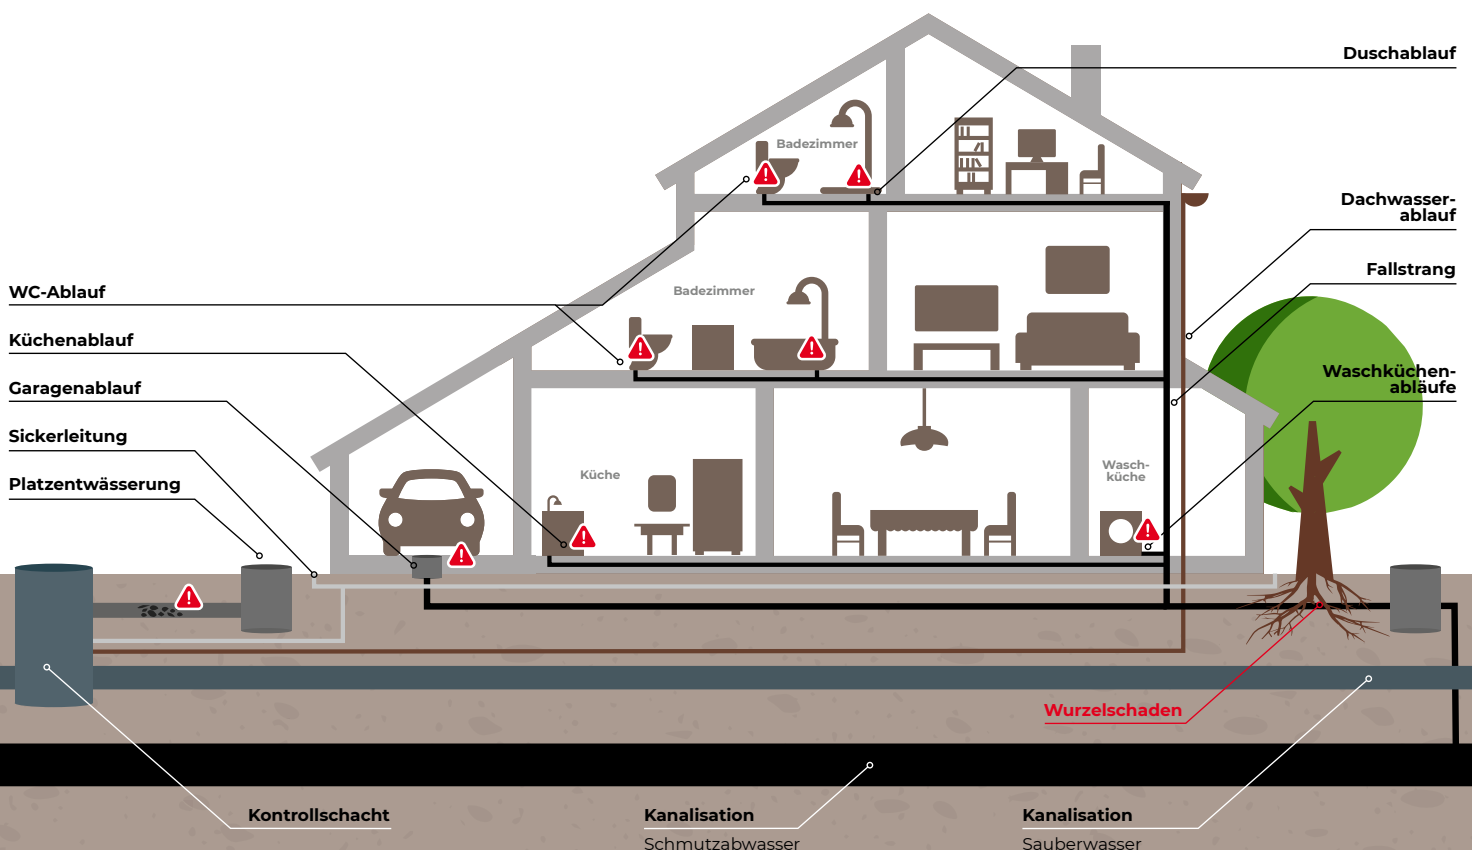 Duschablauf
Badezimmer
Dachwasser-
ablauf
Fallstrang
WC-Ablauf
Badezimmer
Küchenablauf
Garagenablauf
Sickerleitung
Platzentwässerung
Waschküchen-
abläufe
Küche
Wasch-
küche
Wurzelschaden
Kontrollschacht
Kanalisation
Schmutzabwasser
Kanalisation
Sauberwasser